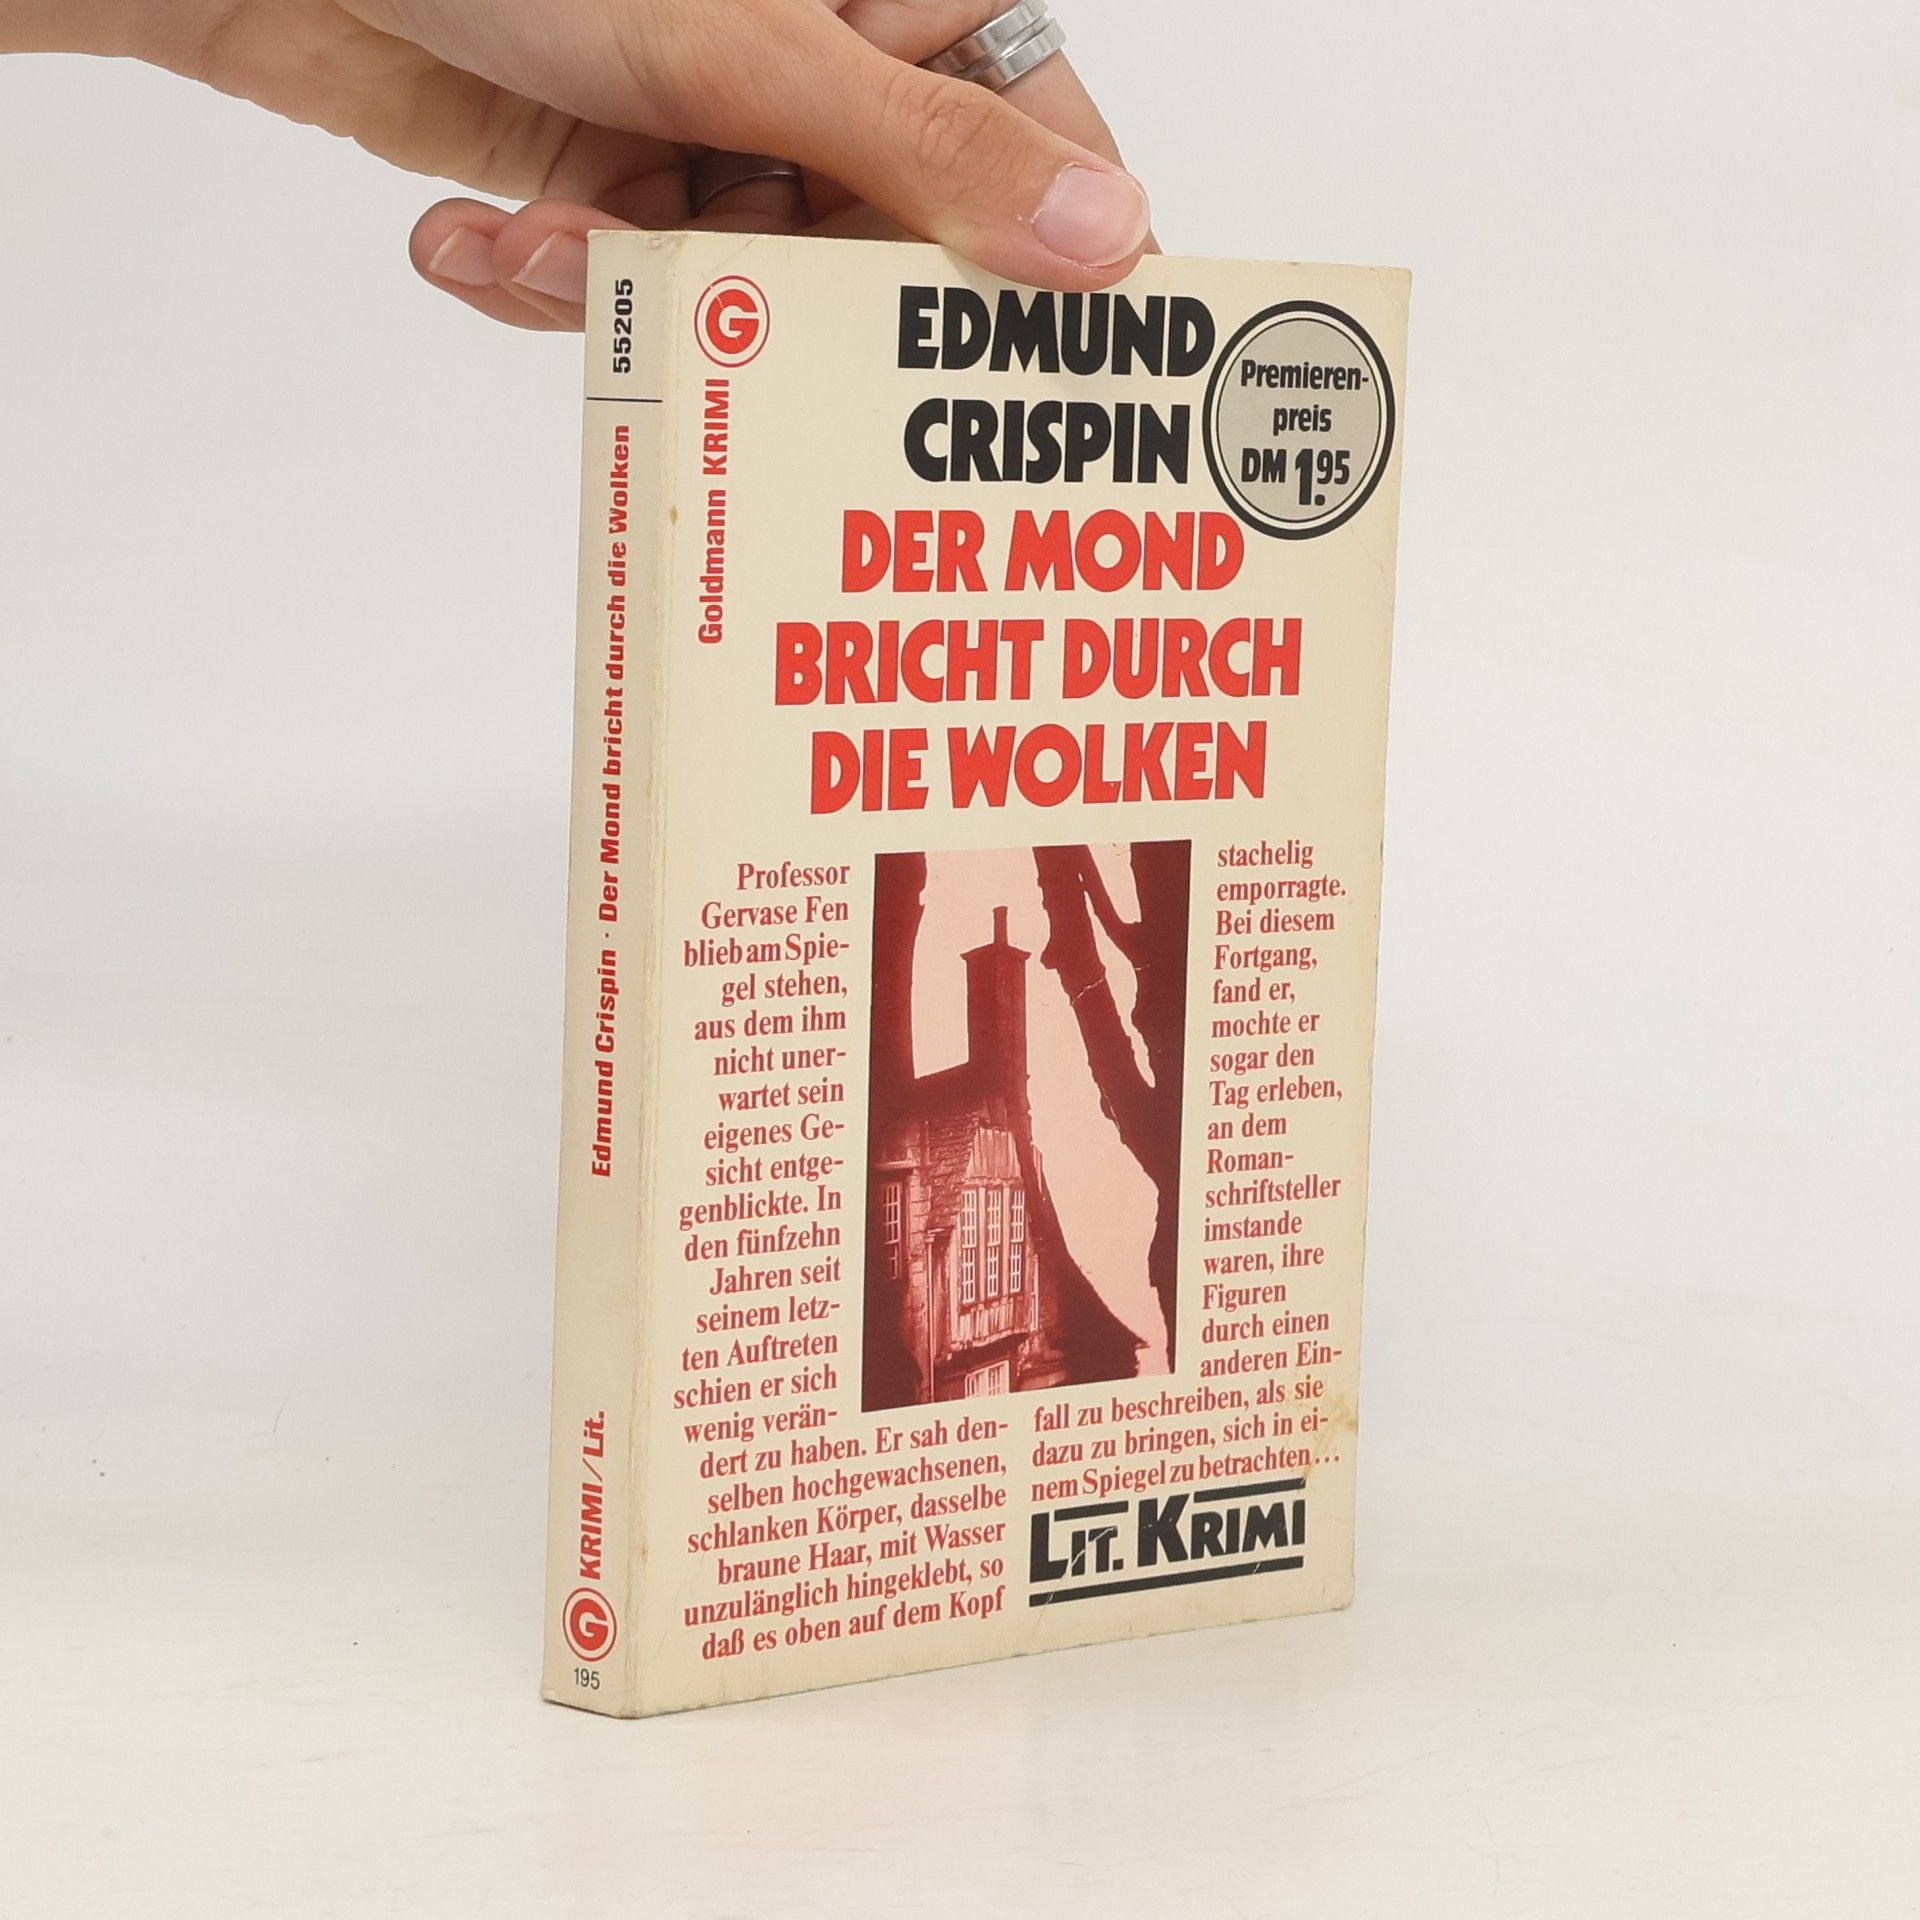 55205
Edmund Crispin · Der Mond bricht durch die Wolken
KRIMI/Lit.
G
195
G
Goldmann KRIMI
EDMUND
CRISPIN
Premieren-
preis
DM 1.95
DER MOND
BRICHT DURCH
DIE WOLKEN
Professor
Gervase Fen
blieb am Spie-
gel stehen,
aus dem ihm
nicht uner-
wartet sein
eigenes Ge-
sicht entge-
genblickte. In
den fünfzehn
Jahren seit
seinem letz-
ten Auftreten
schien er sich
wenig verän-
dert zu haben. Er sah den-
selben hochgewachsenen,
schlanken Körper, dasselbe
braune Haar, mit Wasser
unzulänglich hingeklebt, so
daß es oben auf dem Kopf
stachelig
emporragte.
Bei diesem
Fortgang,
fand er,
mochte er
sogar den
Tag erleben,
an dem
Roman-
schriftsteller
imstande
waren, ihre
Figuren
durch einen
anderen Ein-
fall zu beschreiben, als sie
dazu zu bringen, sich in ei-
nem Spiegel zu betrachten...
LIT. KRIMI